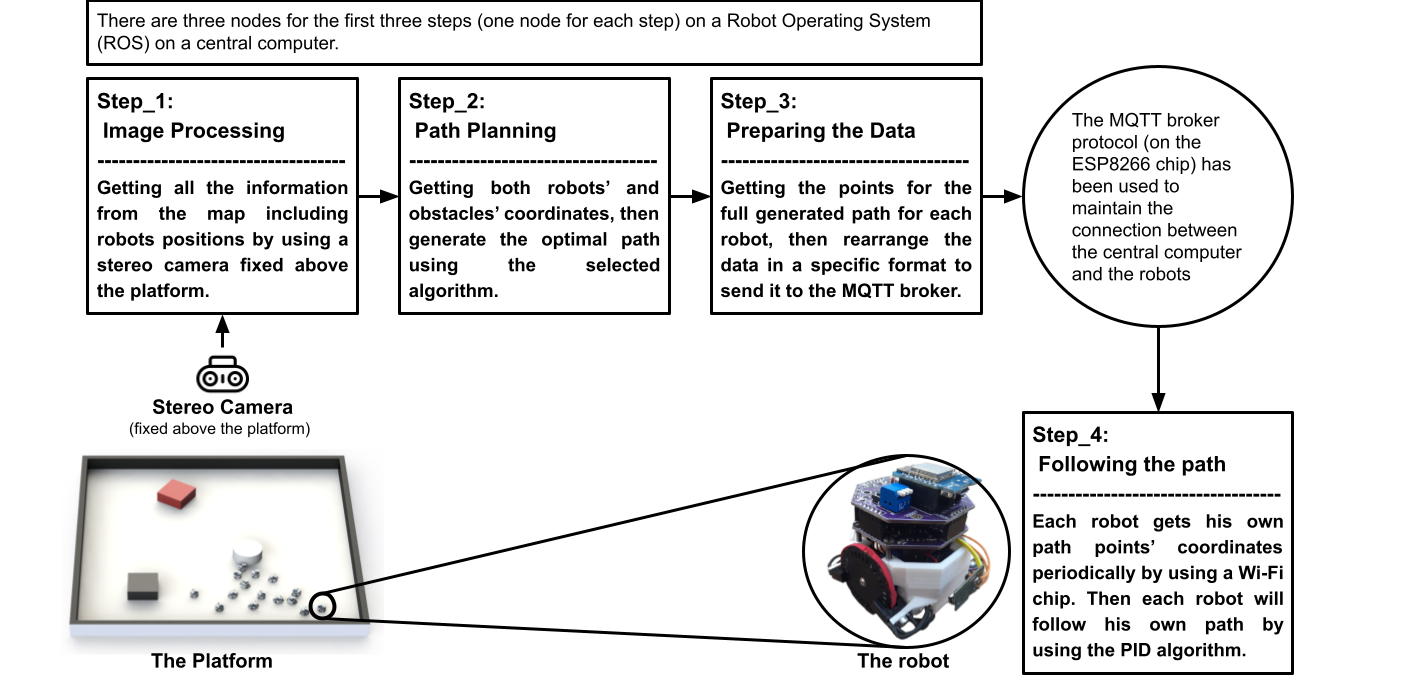 There are three nodes for the first three steps (one node for each step) on a Robot Operating System
(ROS) on a central computer.
Step_1:
Image Processing
-----------------------------------
Getting all the information
from the map including
robots positions by using a
stereo camera fixed above
the platform.
Step_2:
Path Planning
-----------------------------------
Getting both robots’ and
obstacles’ coordinates, then
generate the optimal path
using the selected
algorithm.
Step_3:
Preparing the Data
-----------------------------------
Getting the points for the
full generated path for each
robot, then rearrange the
data in a specific format to
send it to the MQTT broker.
The MQTT broker
protocol (on the
ESP8266 chip) has
been used to
maintain the
connection between
the central computer
and the robots
Stereo Camera
(fixed above the platform)
The Platform
The robot
Step_4:
Following the path
-----------------------------------
Each robot gets his own
path points’ coordinates
periodically by using a Wi-Fi
chip. Then each robot will
follow his own path by
using the PID algorithm.